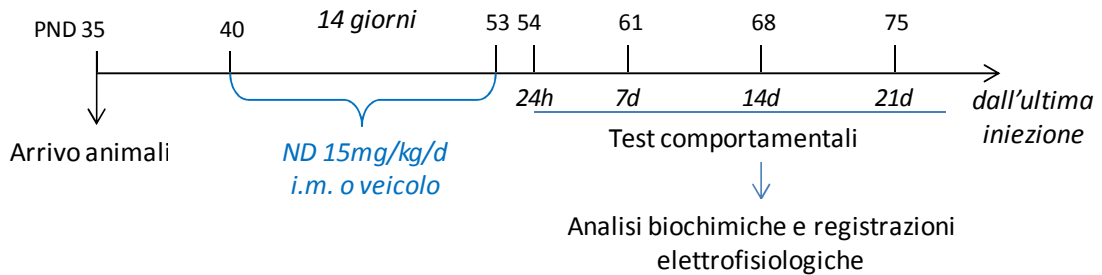 PND 35 40 14 giorni 53 54 61 68 75
24h 7d 14d 21d dall'ultima
iniezione
Arrivo animali
ND 15mg/kg/d
i.m. o veicolo
Test comportamentali
Analisi biochimiche e registrazioni
elettrofisiologiche